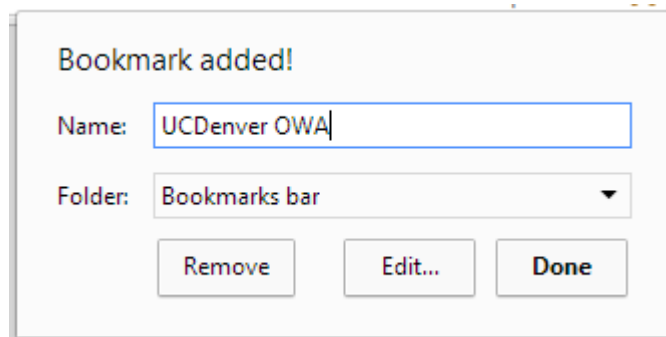 Bookmark added!
Name: UCDenver OWA
Folder: Bookmarks bar
Remove Edit... Done